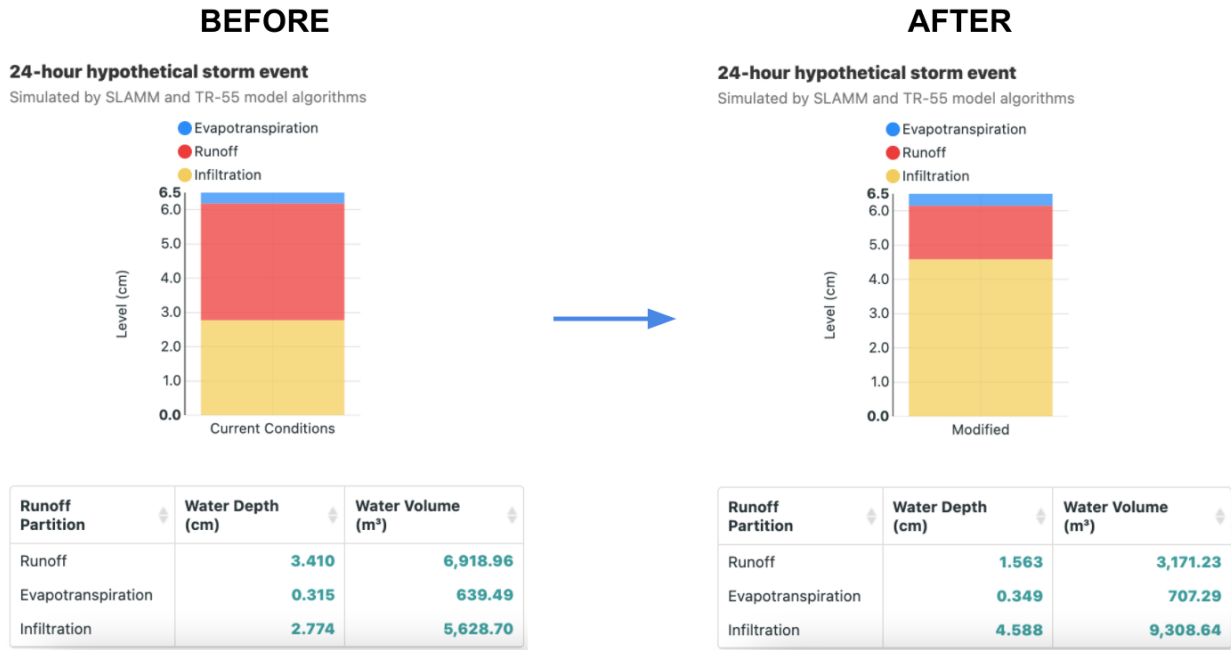 BEFORE
24-hour hypothetical storm event
Simulated by SLAMM and TR-55 model algorithms
Evapotranspiration
Runoff
Infiltration
6.5
6.0
5.0
4.0
3.0
2.0
1.0
0.0
Level (cm)
Current Conditions
Runoff Partition Water Depth (cm) Water Volume (m³)
Runoff 3.410 6,918.96
Evapotranspiration 0.315 639.49
Infiltration 2.774 5,628.70
AFTER
24-hour hypothetical storm event
Simulated by SLAMM and TR-55 model algorithms
Evapotranspiration
Runoff
Infiltration
6.5
6.0
5.0
4.0
3.0
2.0
1.0
0.0
Level (cm)
Modified
Runoff Partition Water Depth (cm) Water Volume (m³)
Runoff 1.563 3,171.23
Evapotranspiration 0.349 707.29
Infiltration 4.588 9,308.64